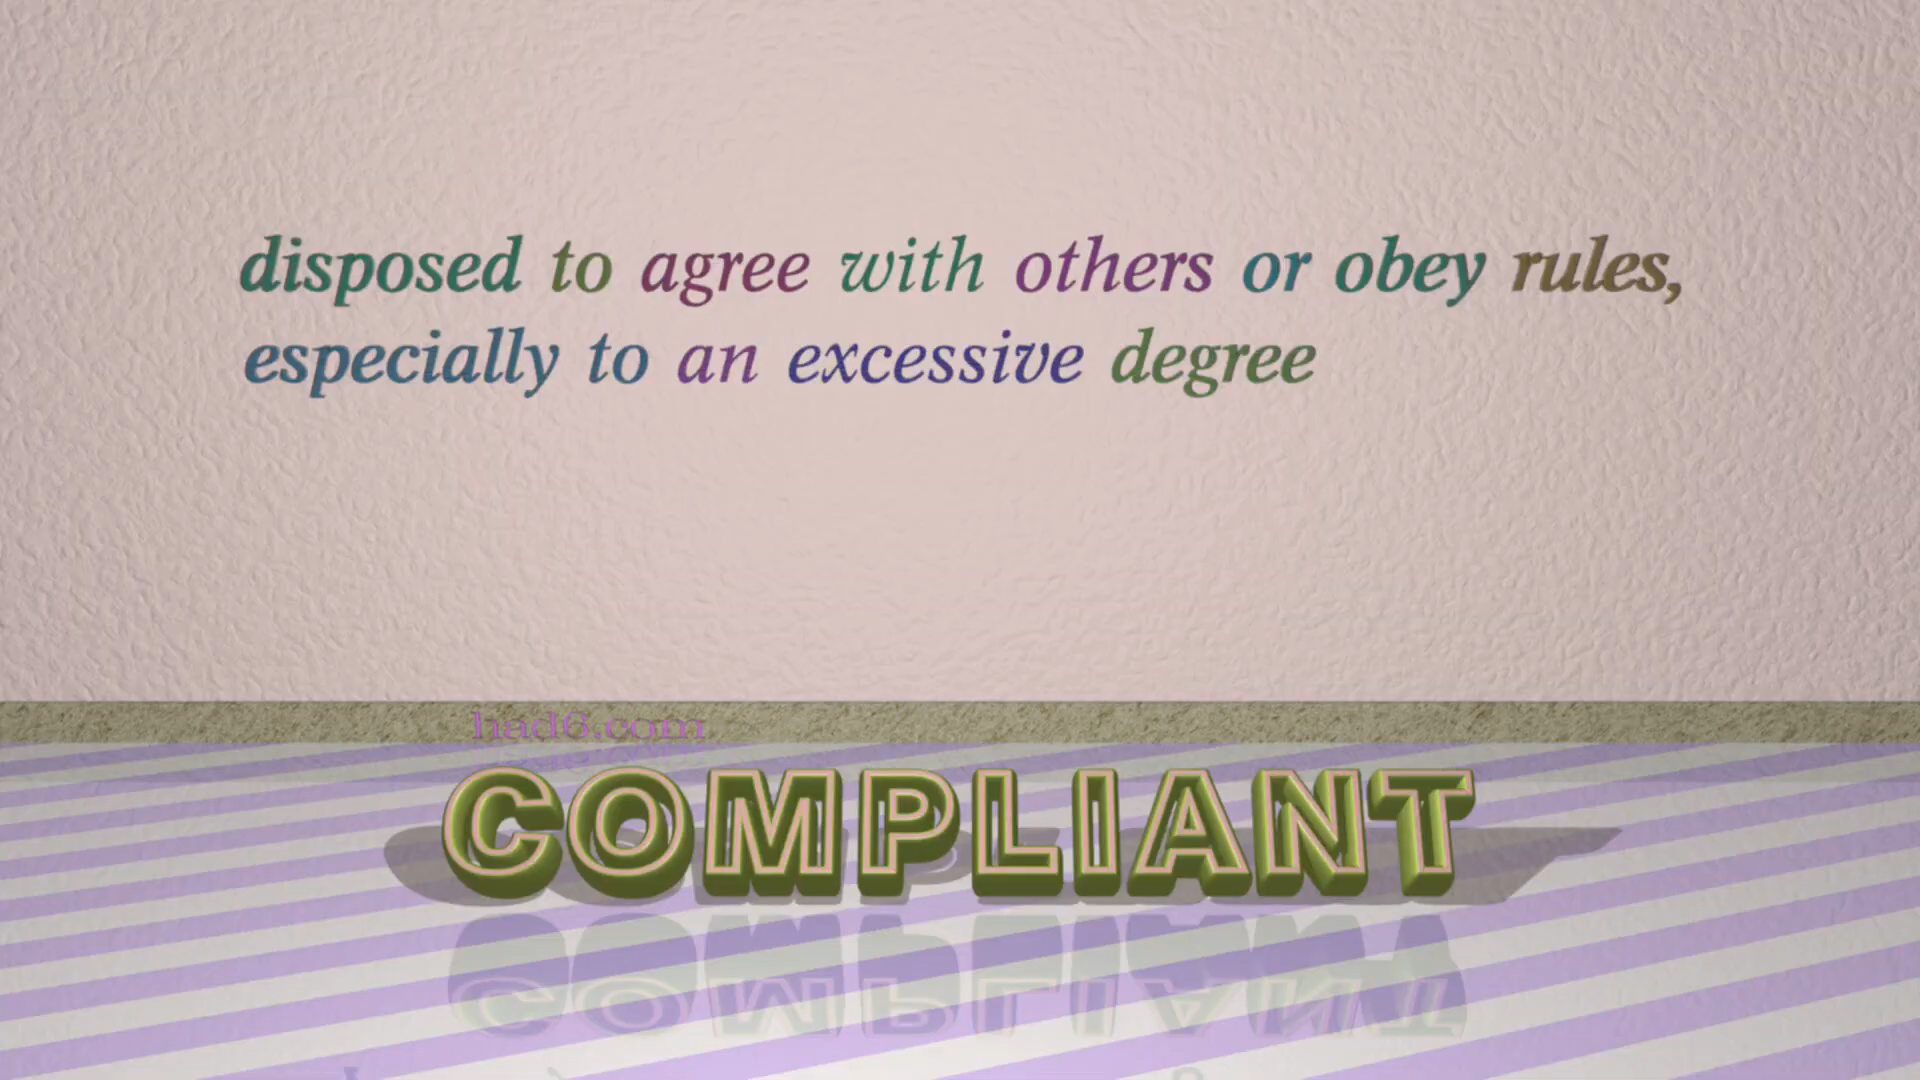 disposed to agree with others or obey rules,
especially to an excessive degree
had6.com
COMPLIANT